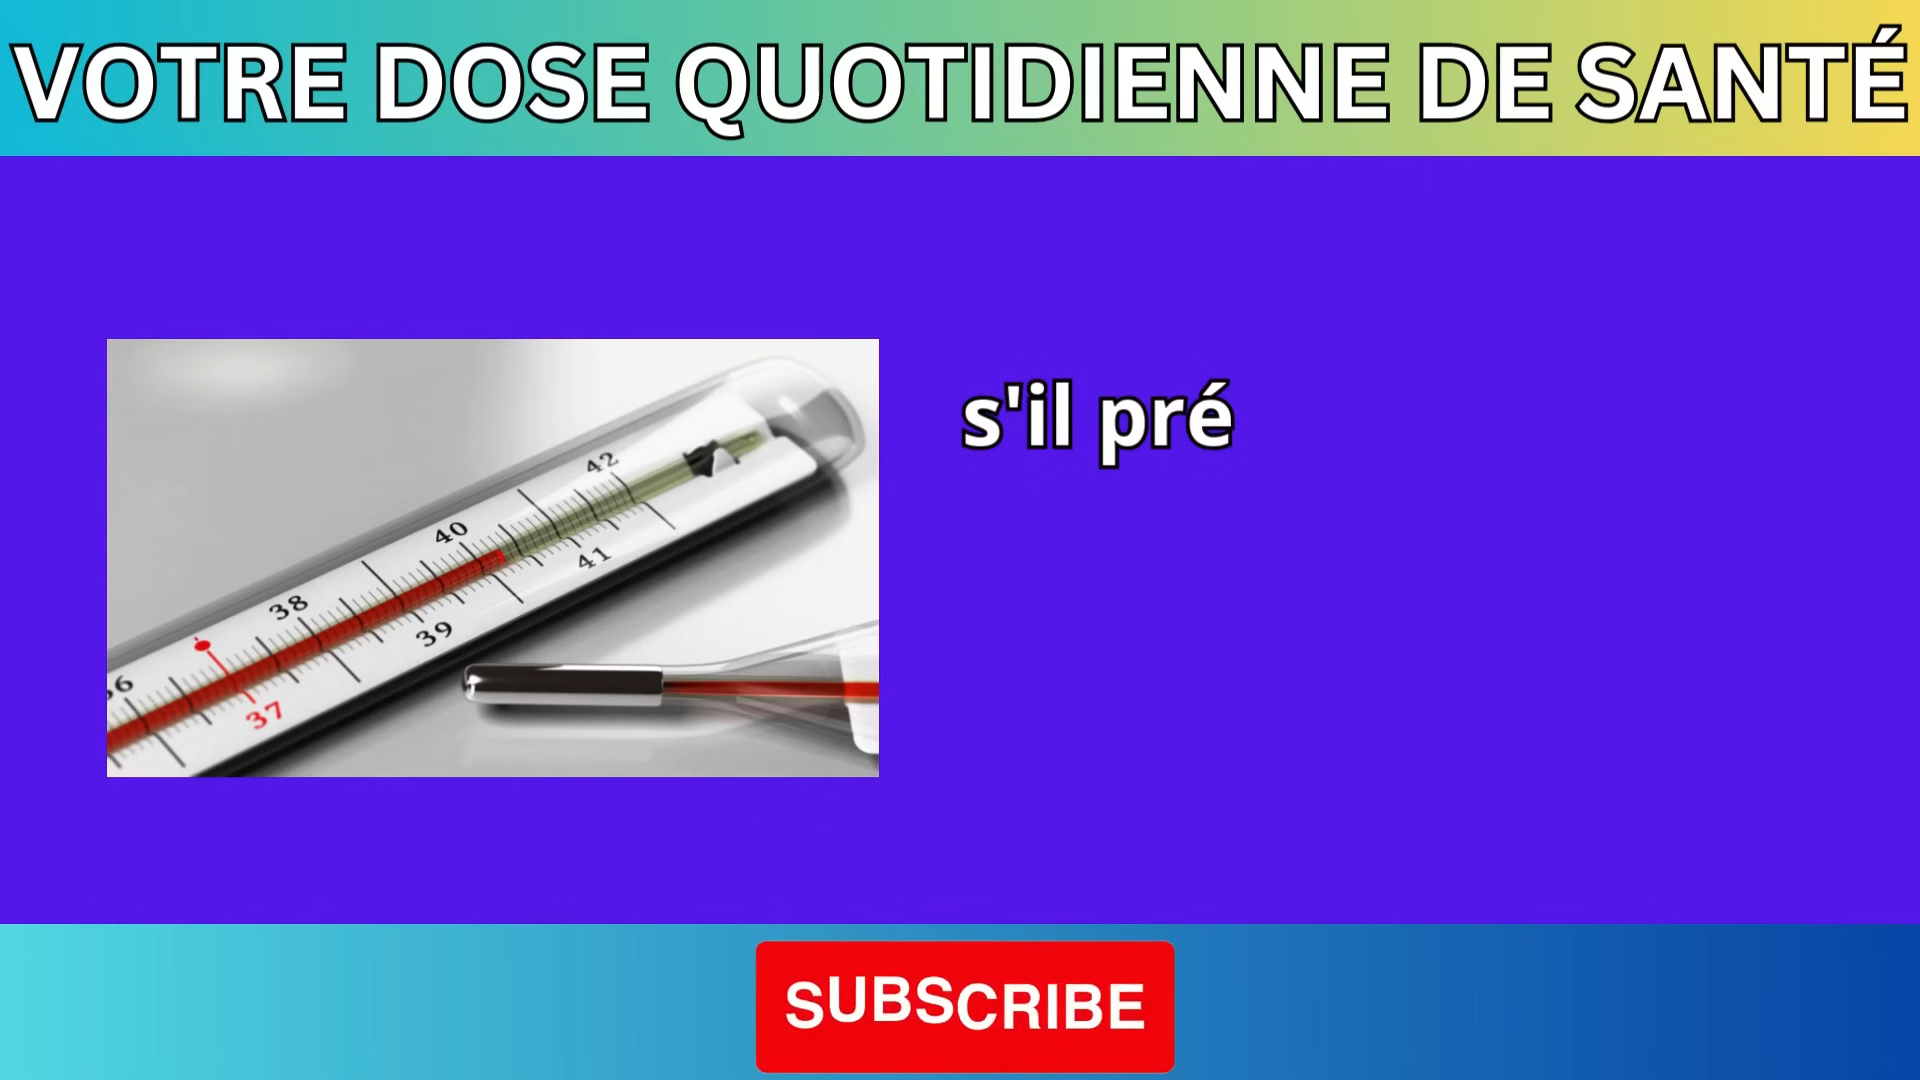 VOTRE DOSE QUOTIDIENNE DE SANTÉ
s'il pré
42
40
41
38
39
37
SUBSCRIBE